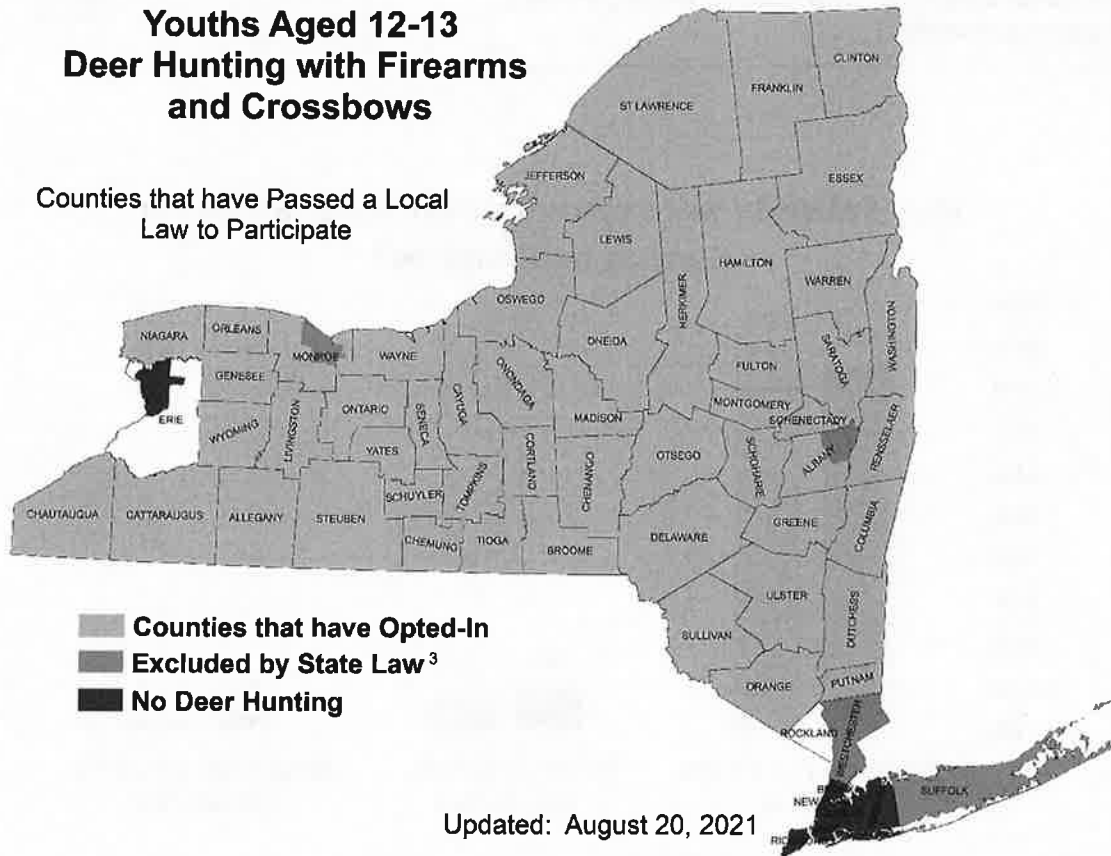 Youths Aged 12-13
Deer Hunting with Firearms
and Crossbows
Counties that have Passed a Local
Law to Participate
CLINTON
FRANKLIN
ST LAWRENCE
JEFFERSON
ESSEX
LEWIS
HAMILTON
WARREN
OSWEGO
HERKIMER
WASHINGTON
NIAGARA
ORLEANS
MONROE
WAYNE
ONEIDA
SARATOGA
FULTON
GENESEE
ONONDAGA
CAYUGA
MONTGOMERY
ONTARIO
SENECA
MADISON
SCHENECTADY
ERIE
WYOMING
LIVINGSTON
YATES
CORTLAND
OTSEGO
SCHOHARIE
ALBANY
RENSSELAER
CHENANGO
TOMPKINS
SCHUYLER
CHAUTAUQUA
CATTARAUGUS
ALLEGANY
STEUBEN
CHEMUNG
TIOGA
BROOME
DELAWARE
GREENE
COLUMBIA
ULSTER
DUTCHESS
SULLIVAN
Counties that have Opted-In
Excluded by State Law ³
No Deer Hunting
ORANGE
PUTNAM
ROCKLAND
WESTCHESTER
SUFFOLK
NEW
Updated: August 20, 2021